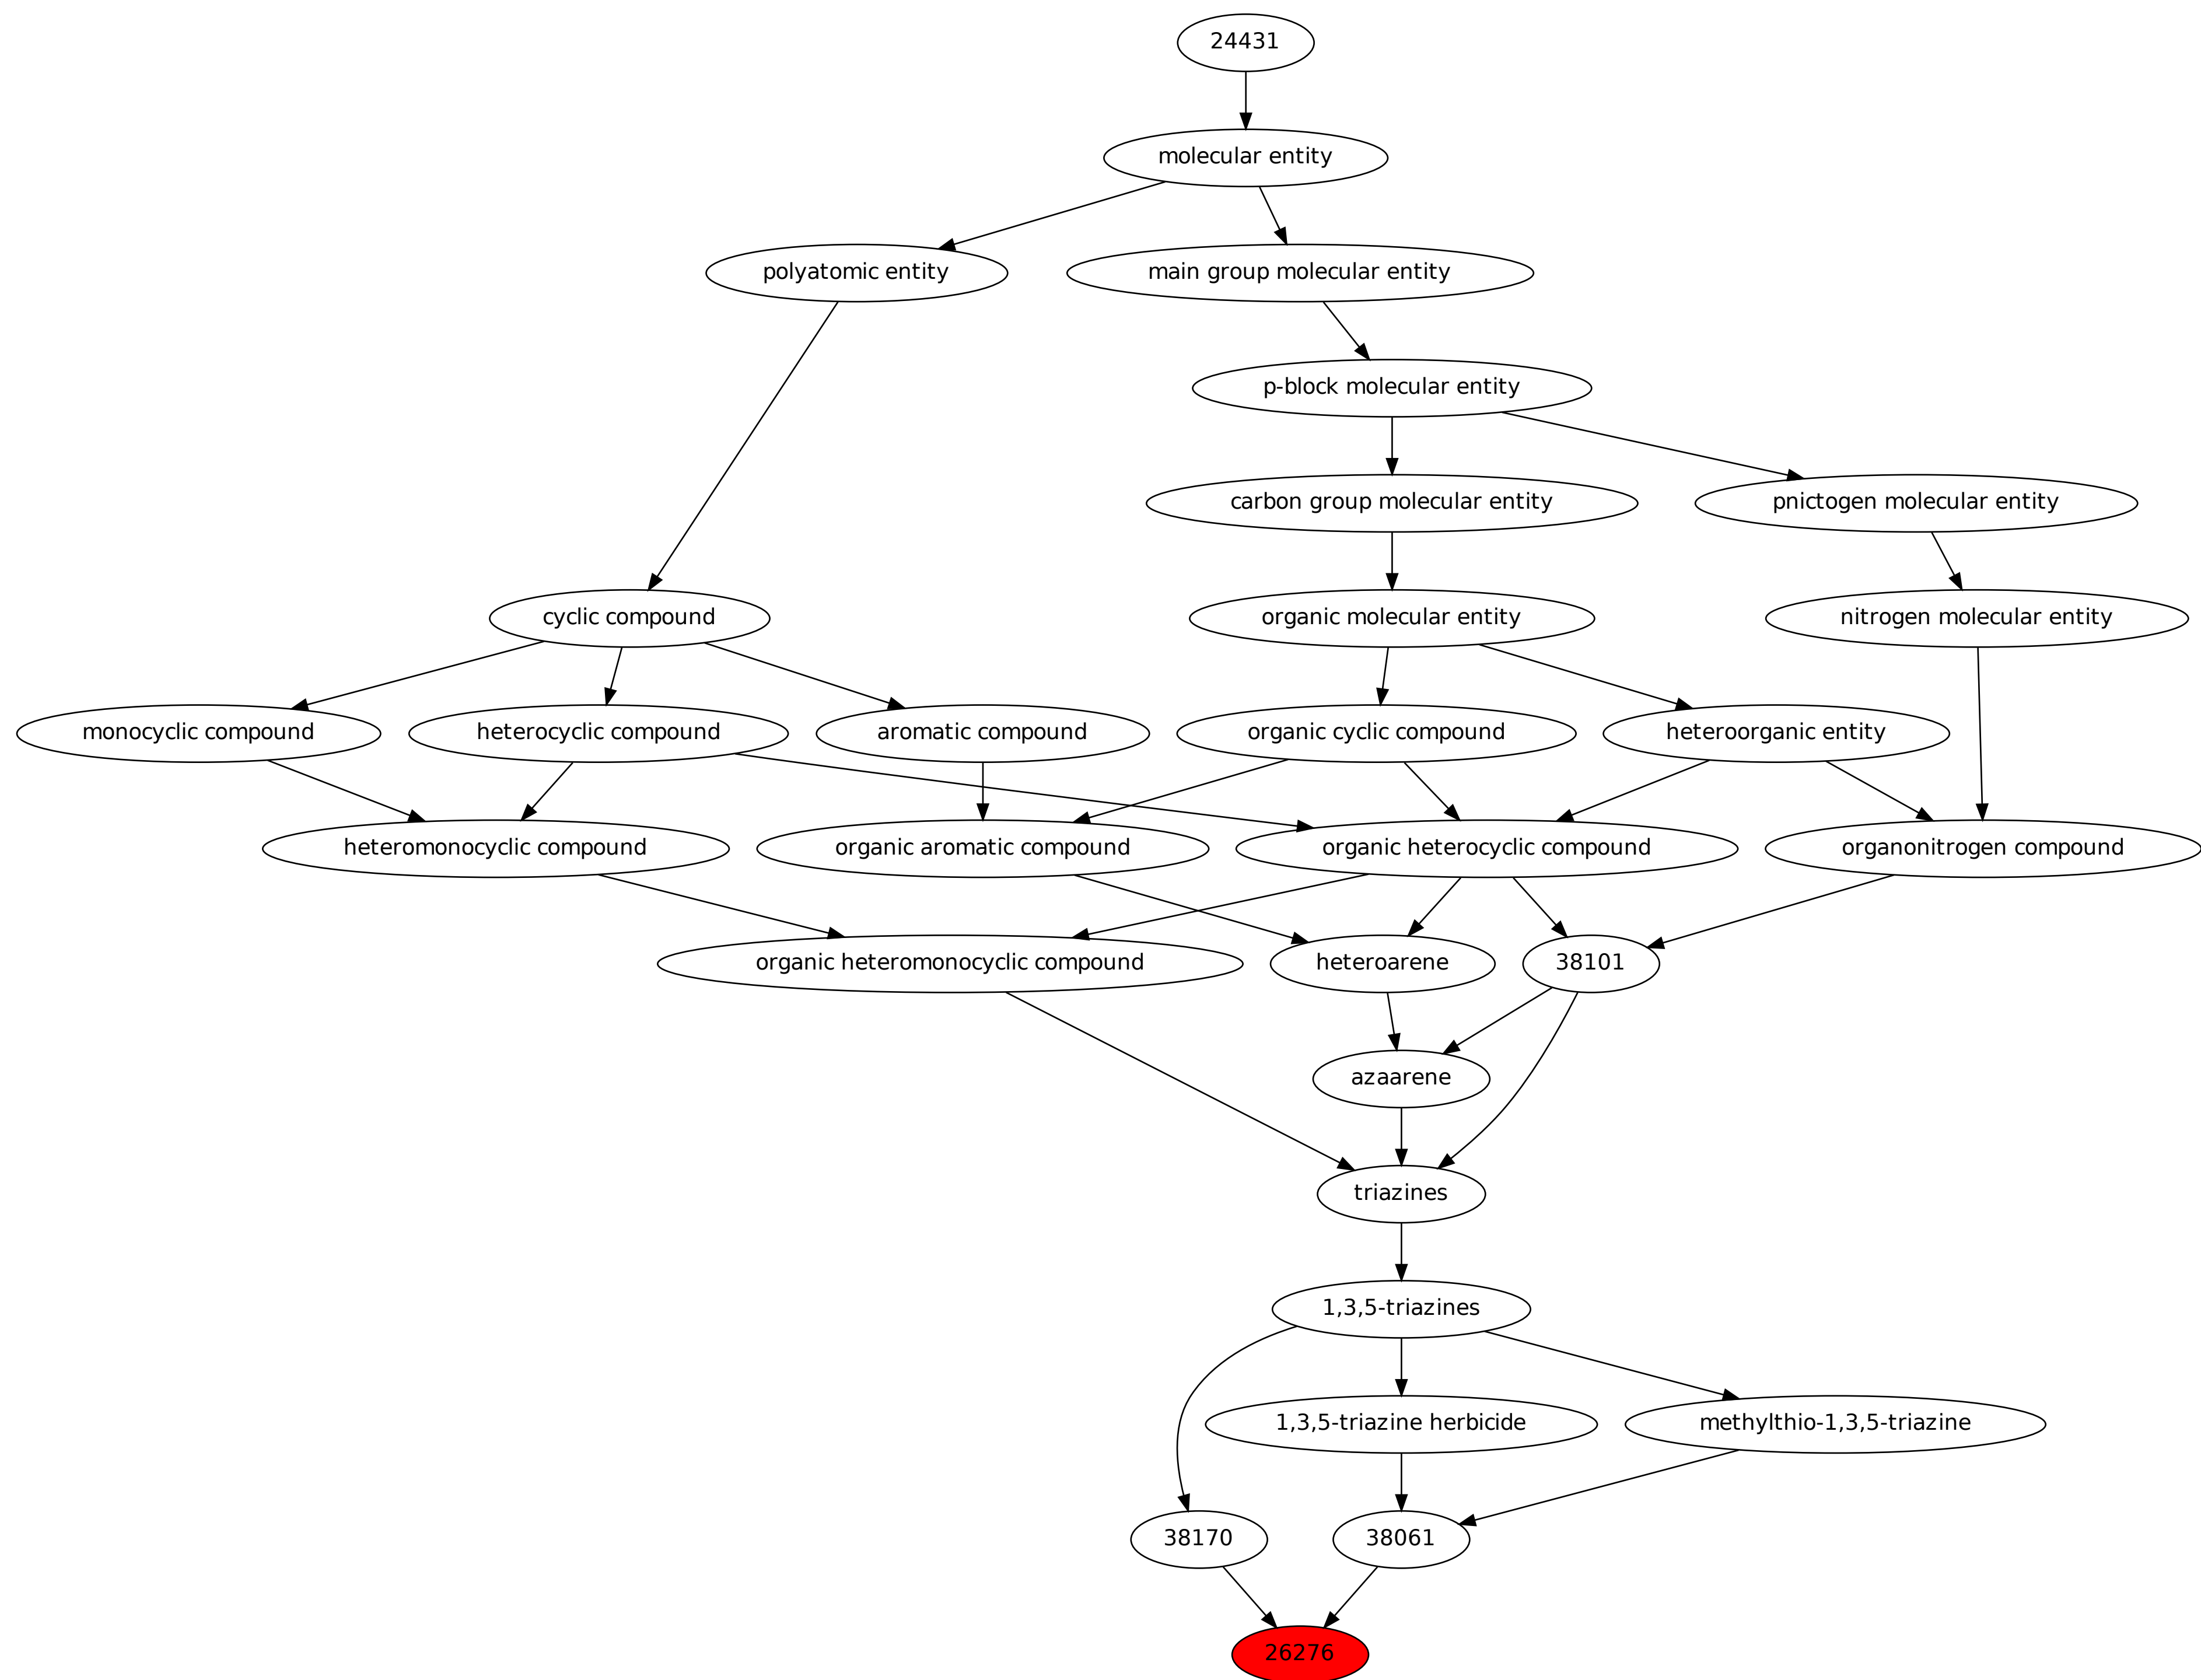 24431
molecular entity
polyatomic entity
main group molecular entity
p-block molecular entity
carbon group molecular entity
pnictogen molecular entity
cyclic compound
organic molecular entity
nitrogen molecular entity
monocyclic compound
heterocyclic compound
aromatic compound
organic cyclic compound
heteroorganic entity
heteromonocyclic compound
organic aromatic compound
organic heterocyclic compound
organonitrogen compound
organic heteromonocyclic compound
heteroarene
38101
azaarene
triazines
1,3,5-triazines
1,3,5-triazine herbicide
methylthio-1,3,5-triazine
38170
38061
26276